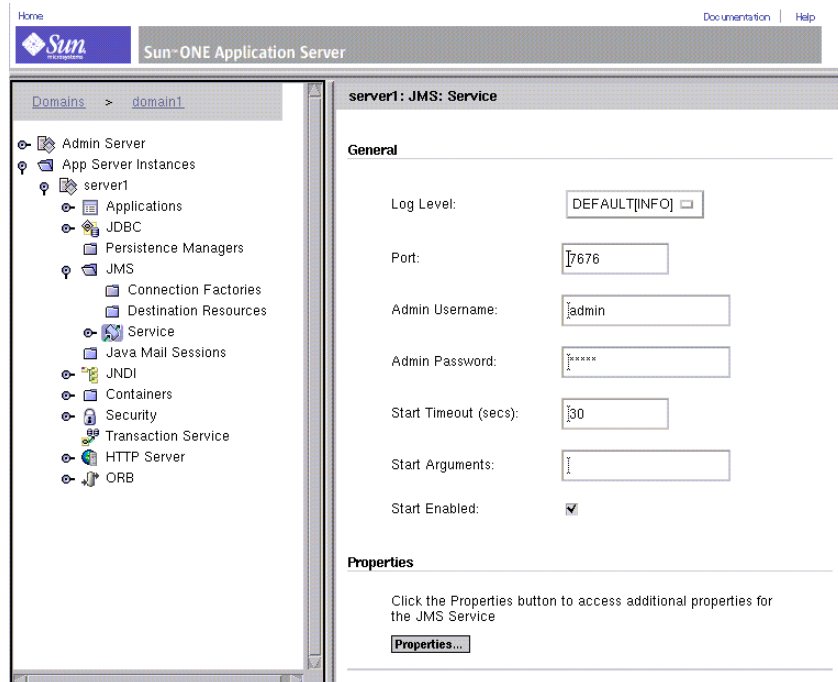 Home
Documentation | Help
Sun
microsystems
Sun™ ONE Application Server
Domains > domain1
Admin Server
App Server Instances
server1
Applications
JDBC
Persistence Managers
JMS
Connection Factories
Destination Resources
Service
Java Mail Sessions
JNDI
Containers
Security
Transaction Service
HTTP Server
ORB
server1: JMS: Service
General
Log Level: DEFAULT[INFO]
Port: 7676
Admin Username: admin
Admin Password: *****
Start Timeout (secs): 30
Start Arguments:
Start Enabled:
Properties
Click the Properties button to access additional properties for
the JMS Service
Properties...